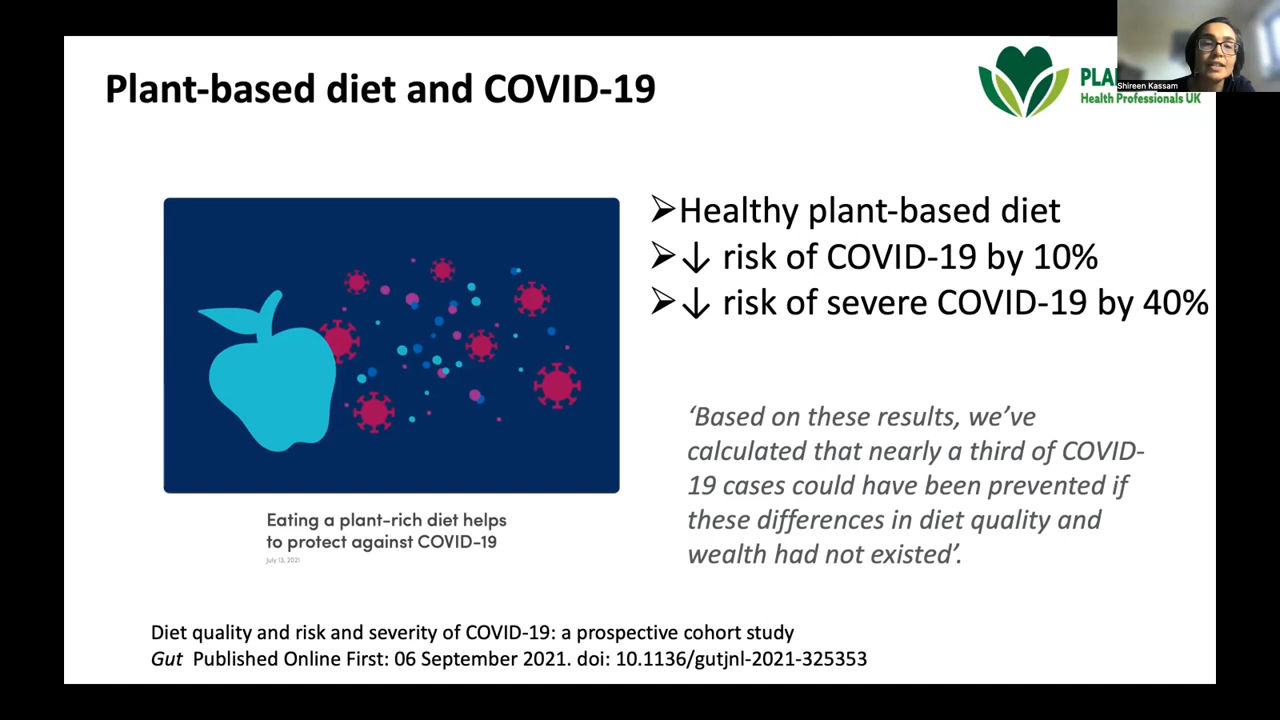 Plant-based diet and COVID-19
Health Professionals UK
Shireen Kassam
➢Healthy plant-based diet
➢↓ risk of COVID-19 by 10%
➢↓ risk of severe COVID-19 by 40%
‘Based on these results, we’ve
calculated that nearly a third of COVID-
19 cases could have been prevented if
these differences in diet quality and
wealth had not existed’.
Eating a plant-rich diet helps
to protect against COVID-19
July 13, 2021
Diet quality and risk and severity of COVID-19: a prospective cohort study
Gut Published Online First: 06 September 2021. doi: 10.1136/gutjnl-2021-325353